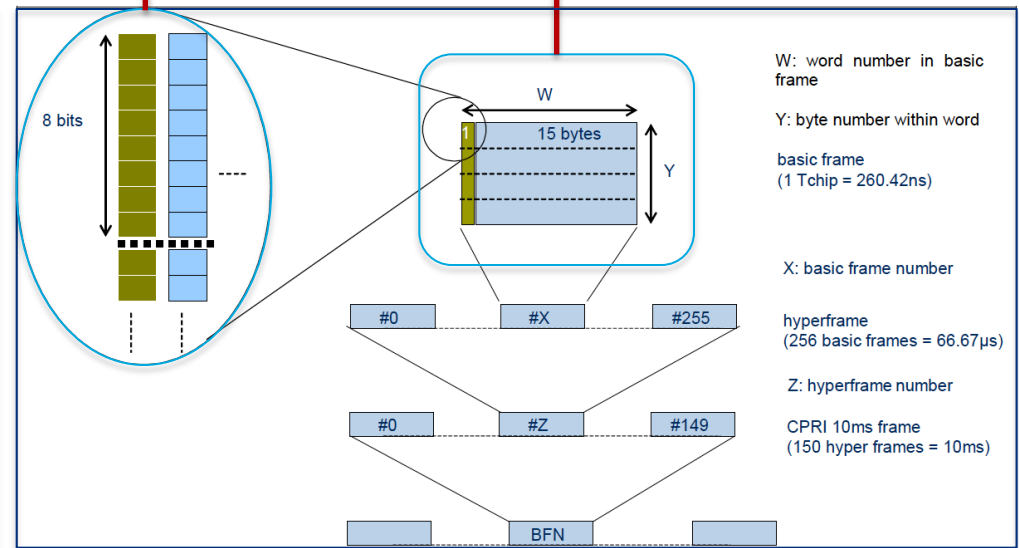 8 bits
W
1
15 bytes
Y
W: word number in basic
frame
Y: byte number within word
basic frame
(1 Tchip = 260.42ns)
X: basic frame number
#0
#X
#255
hyperframe
(256 basic frames = 66.67µs)
Z: hyperframe number
#0
#Z
#149
CPRI 10ms frame
(150 hyper frames = 10ms)
BFN